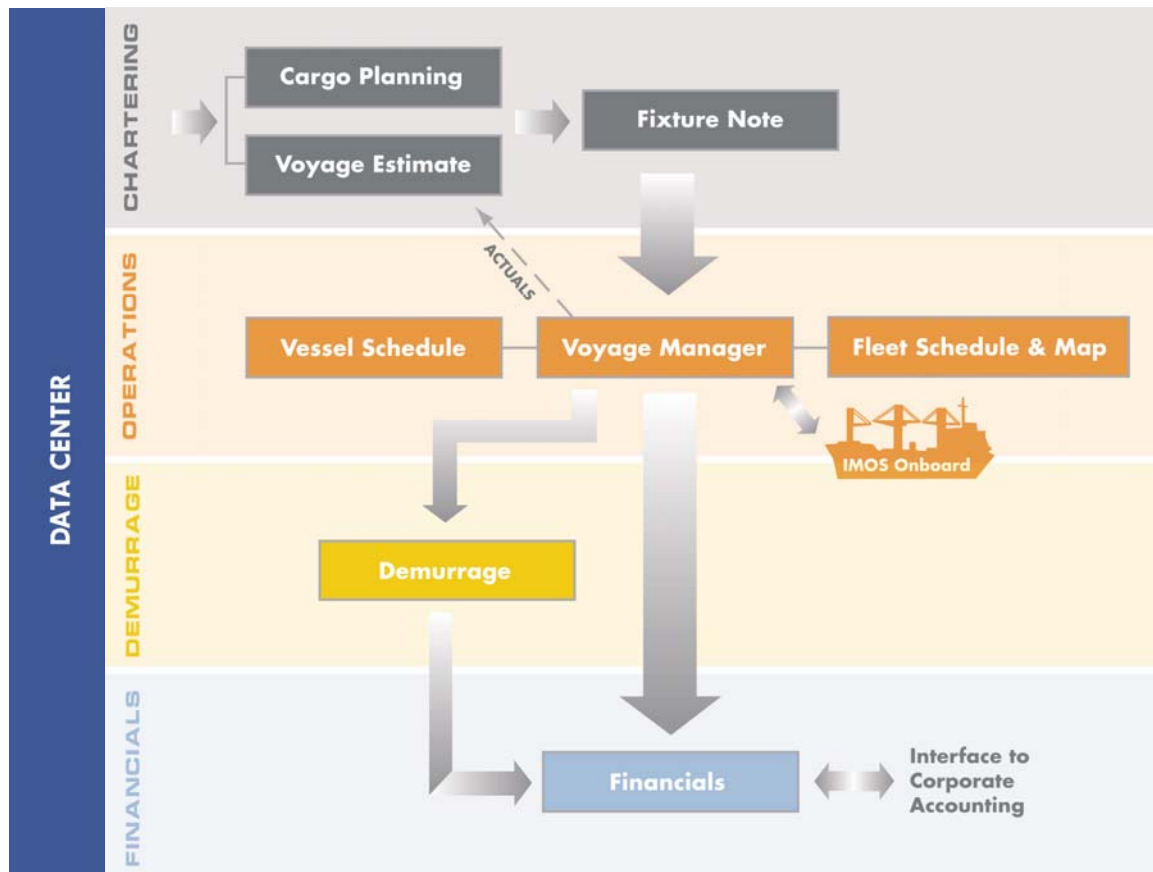 DATA CENTER
CHARTERING
Cargo Planning
Voyage Estimate
Fixture Note
ACTUALS
OPERATIONS
Vessel Schedule
Voyage Manager
Fleet Schedule & Map
IMOS Onboard
DEMURRAGE
Demurrage
FINANCIALS
Financials
Interface to
Corporate
Accounting